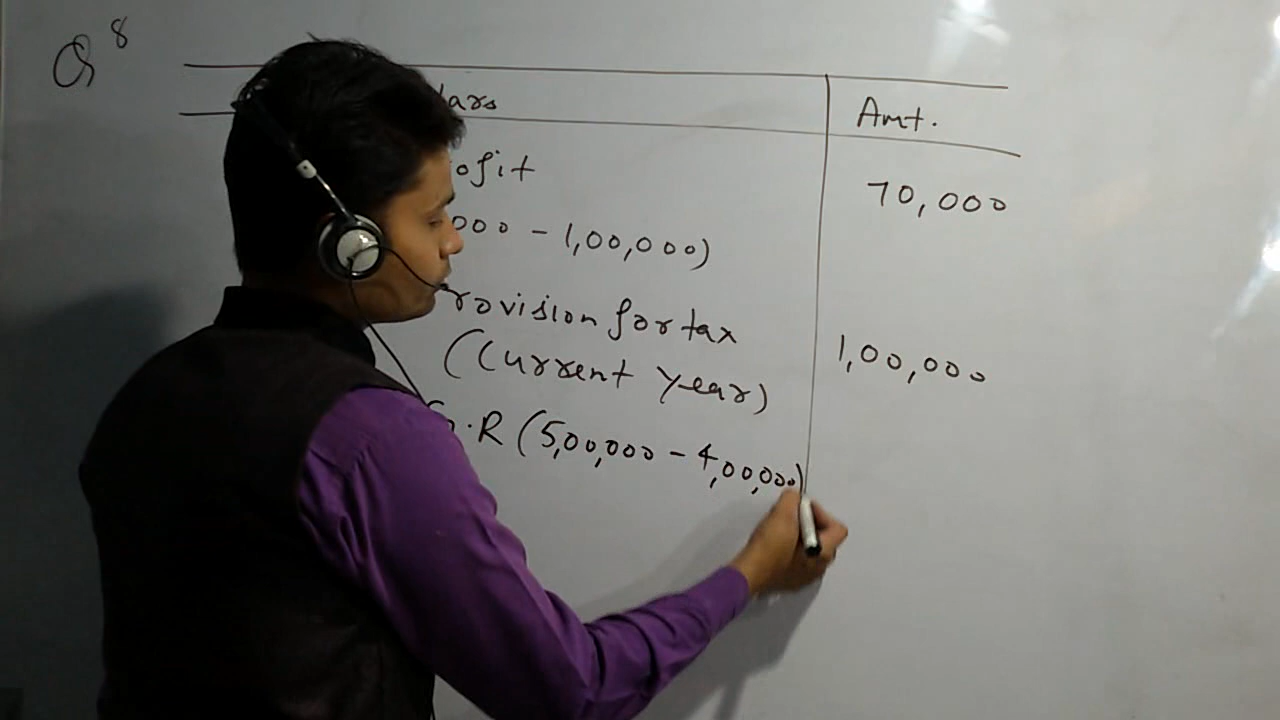 Q 8
lars Amt.
ofit 70,000
000 - 1,00,000)
rovision for tax
(Current year) 1,00,000
G.R (5,00,000 - 4,00,000)